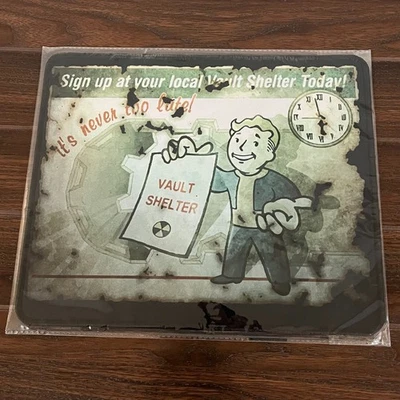 Sign up at your local Vault Shelter Today!
It's never too late!
VAULT
SHELTER